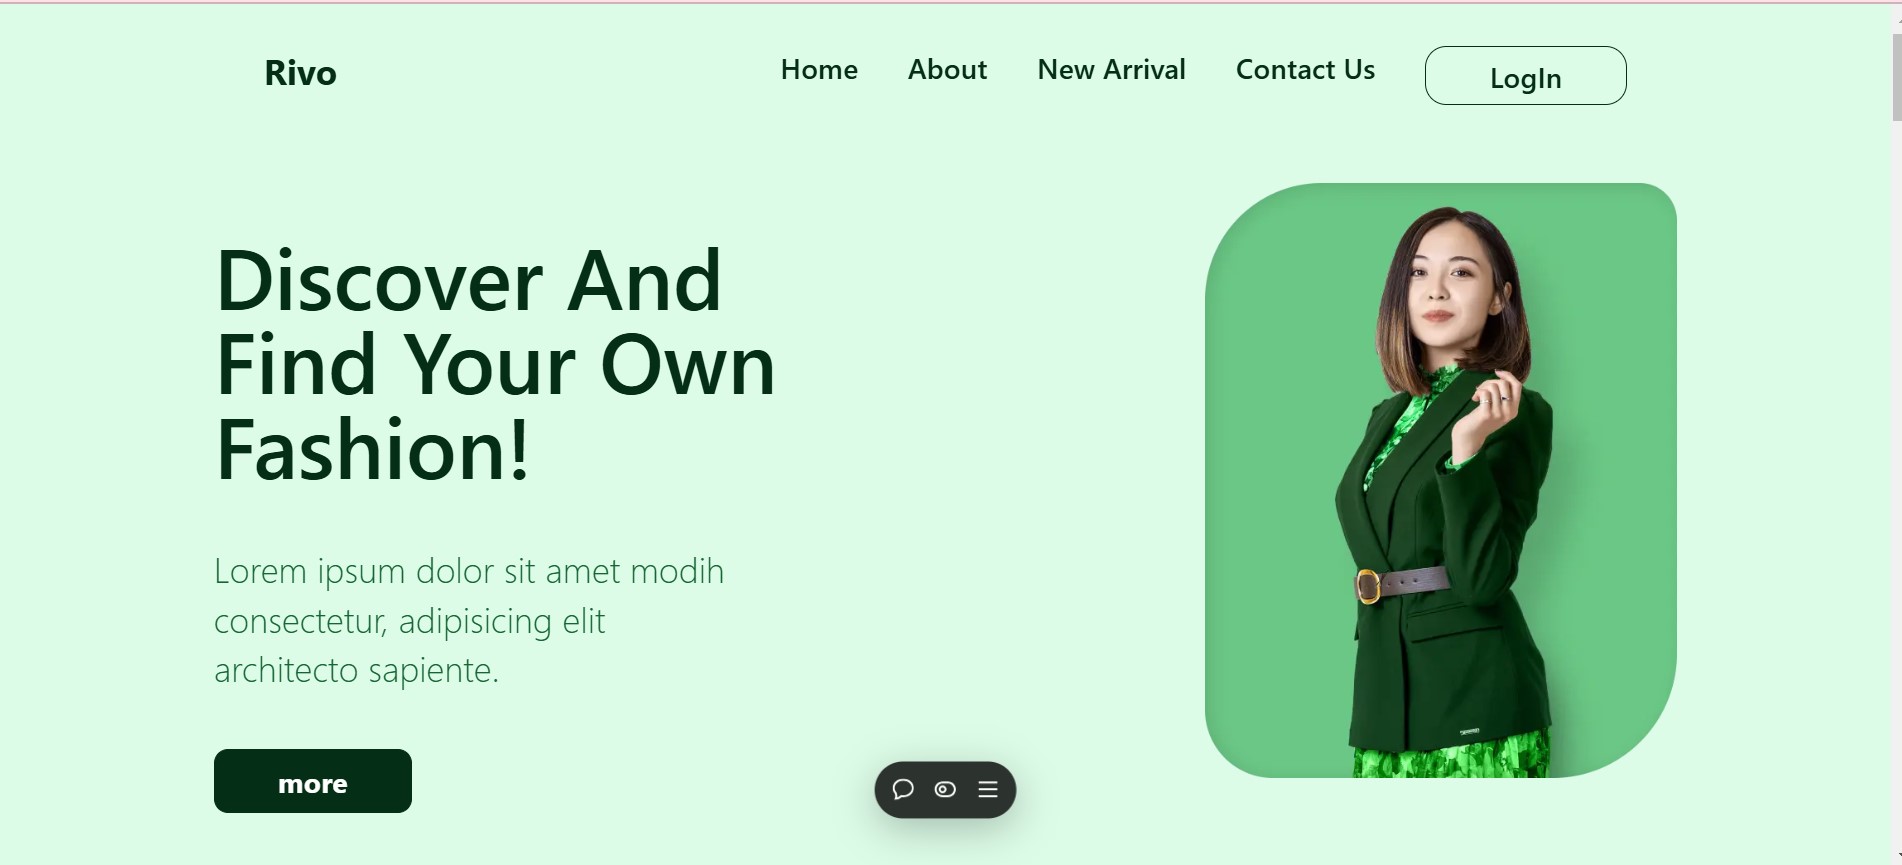 Rivo
Home
About
New Arrival
Contact Us
LogIn
Discover And
Find Your Own
Fashion!
Lorem ipsum dolor sit amet modih
consectetur, adipisicing elit
architecto sapiente.
more